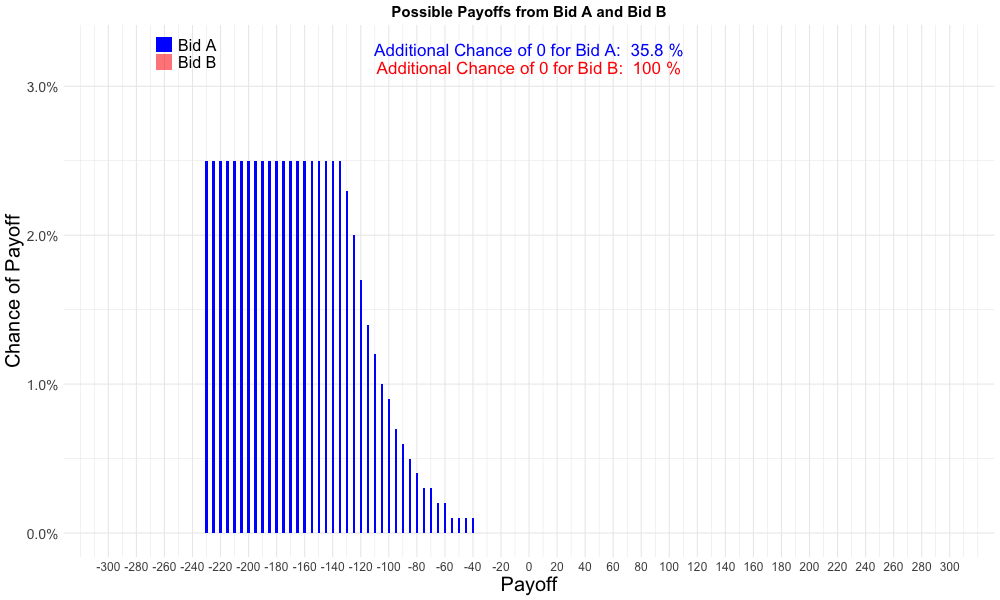 Possible Payoffs from Bid A and Bid B
Bid A
Bid B
Additional Chance of 0 for Bid A:  35.8 %
Additional Chance of 0 for Bid B:  100 %
Chance of Payoff
3.0%
2.0%
1.0%
0.0%
-300 -280 -260 -240 -220 -200 -180 -160 -140 -120 -100 -80 -60 -40 -20 0 20 40 60 80 100 120 140 160 180 200 220 240 260 280 300
Payoff